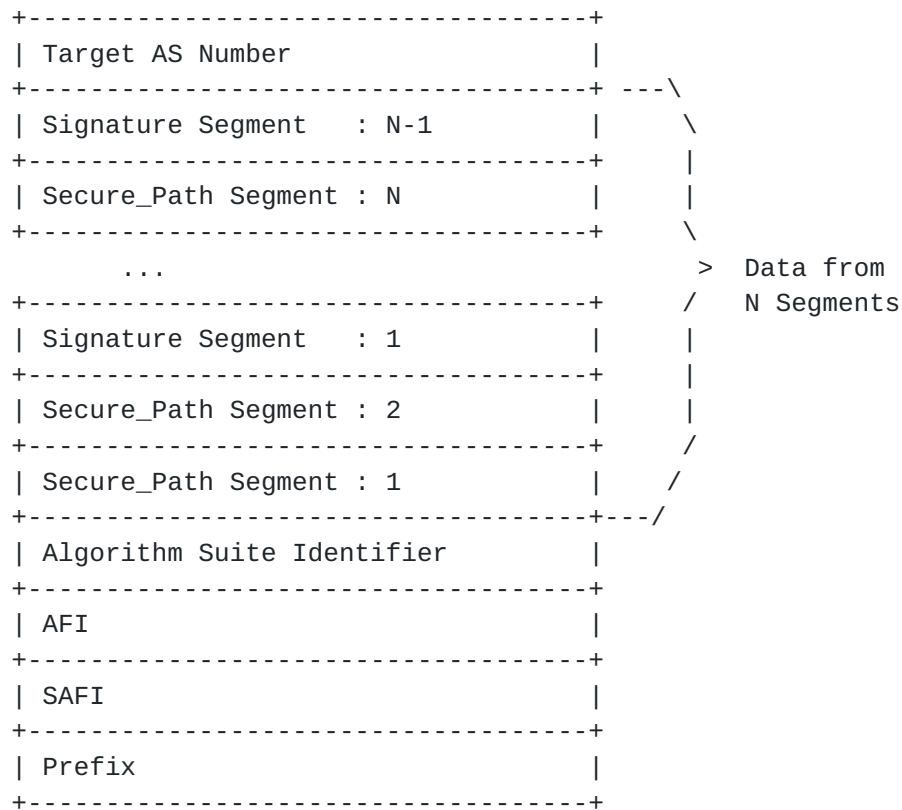 +------------------------------------+
| Target AS Number                   |
+------------------------------------+ ---\
| Signature Segment   : N-1          |     \
+------------------------------------+     |
| Secure_Path Segment : N            |     |
+------------------------------------+     \
       ...                                  >  Data from
+------------------------------------+     /   N Segments
| Signature Segment   : 1            |     |
+------------------------------------+     |
| Secure_Path Segment : 2            |     |
+------------------------------------+     /
| Secure_Path Segment : 1            |    /
+------------------------------------+---/
| Algorithm Suite Identifier         |
+------------------------------------+
| AFI                                |
+------------------------------------+
| SAFI                               |
+------------------------------------+
| Prefix                             |
+------------------------------------+